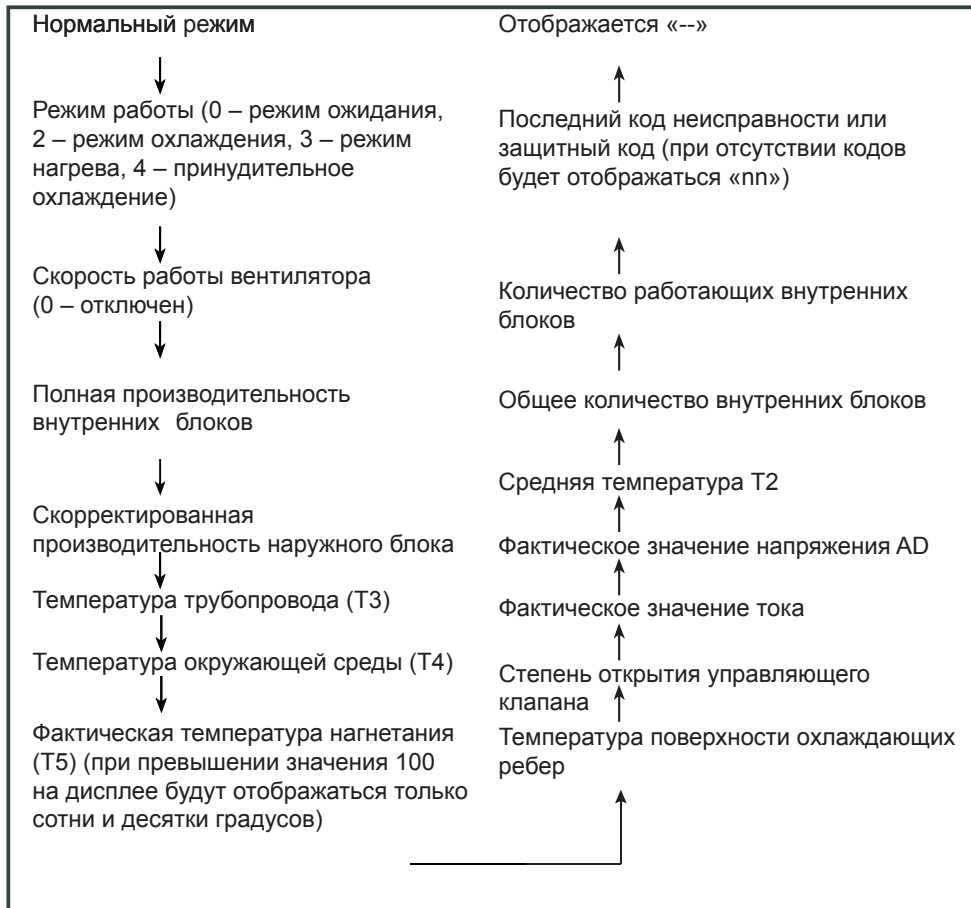 Нормальный режим
Режим работы (0 – режим ожидания,
2 – режим охлаждения, 3 – режим
нагрева, 4 – принудительное
охлаждение)
Скорость работы вентилятора
(0 – отключен)
Полная производительность
внутренних блоков
Скорректированная
производительность наружного блока
Температура трубопровода (Т3)
Температура окружающей среды (Т4)
Фактическая температура нагнетания
(Т5) (при превышении значения 100
на дисплее будут отображаться только
сотни и десятки градусов)
Температура поверхности охлаждающих
ребер
Степень открытия управляющего
клапана
Фактическое значение тока
Фактическое значение напряжения AD
Средняя температура Т2
Общее количество внутренних блоков
Количество работающих внутренних
блоков
Последний код неисправности или
защитный код (при отсутствии кодов
будет отображаться «nn»)
Отображается «--»